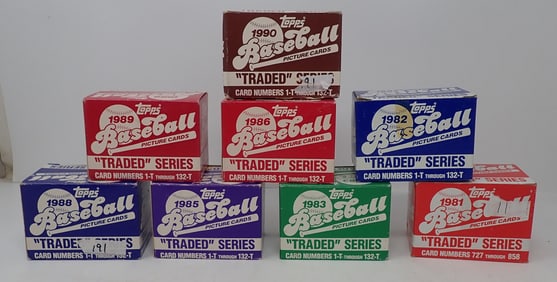 Topps
1990
Baseball
PICTURE CARDS
"TRADED" SERIES
CARD NUMBERS 1-T THROUGH 132-T
Topps
1989
Baseball
PICTURE CARDS
"TRADED" SERIES
CARD NUMBERS 1-T THROUGH 132-T
Topps
1986
Baseball
PICTURE CARDS
"TRADED" SERIES
CARD NUMBERS 1-T THROUGH 132-T
Topps
1982
Baseball
PICTURE CARDS
"TRADED" SERIES
CARD NUMBERS 1-T THROUGH 132-T
Topps
1988
Baseball
PICTURE CARDS
"TRADED" SERIES
191
CARD NUMBERS 1-T THROUGH 132-T
Topps
1985
Baseball
PICTURE CARDS
"TRADED" SERIES
CARD NUMBERS 1-T THROUGH 132-T
Topps
1983
Baseball
PICTURE CARDS
"TRADED" SERIES
CARD NUMBERS 1-T THROUGH 132-T
Topps
1981
Baseball
PICTURE CARDS
"TRADED" SERIES
CARD NUMBERS 727 THROUGH 858